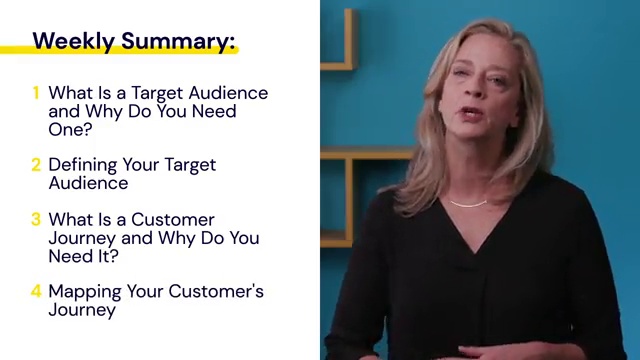 Weekly Summary:
1 What Is a Target Audience
and Why Do You Need
One?
2 Defining Your Target
Audience
3 What Is a Customer
Journey and Why Do You
Need It?
4 Mapping Your Customer's
Journey